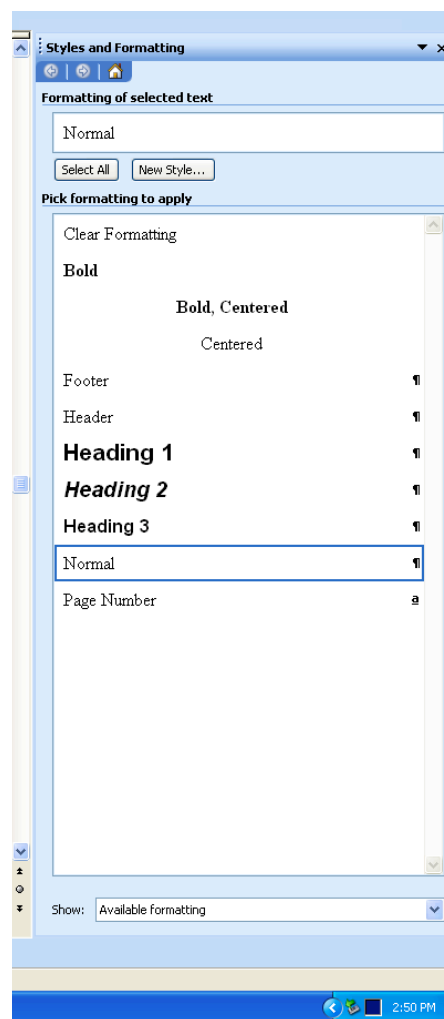 Styles and Formatting
Formatting of selected text
Normal
Select All New Style...
Pick formatting to apply
Clear Formatting
Bold
Bold, Centered
Centered
Footer ¶
Header ¶
Heading 1 ¶
Heading 2 ¶
Heading 3 ¶
Normal ¶
Page Number a
Show: Available formatting
2:50 PM